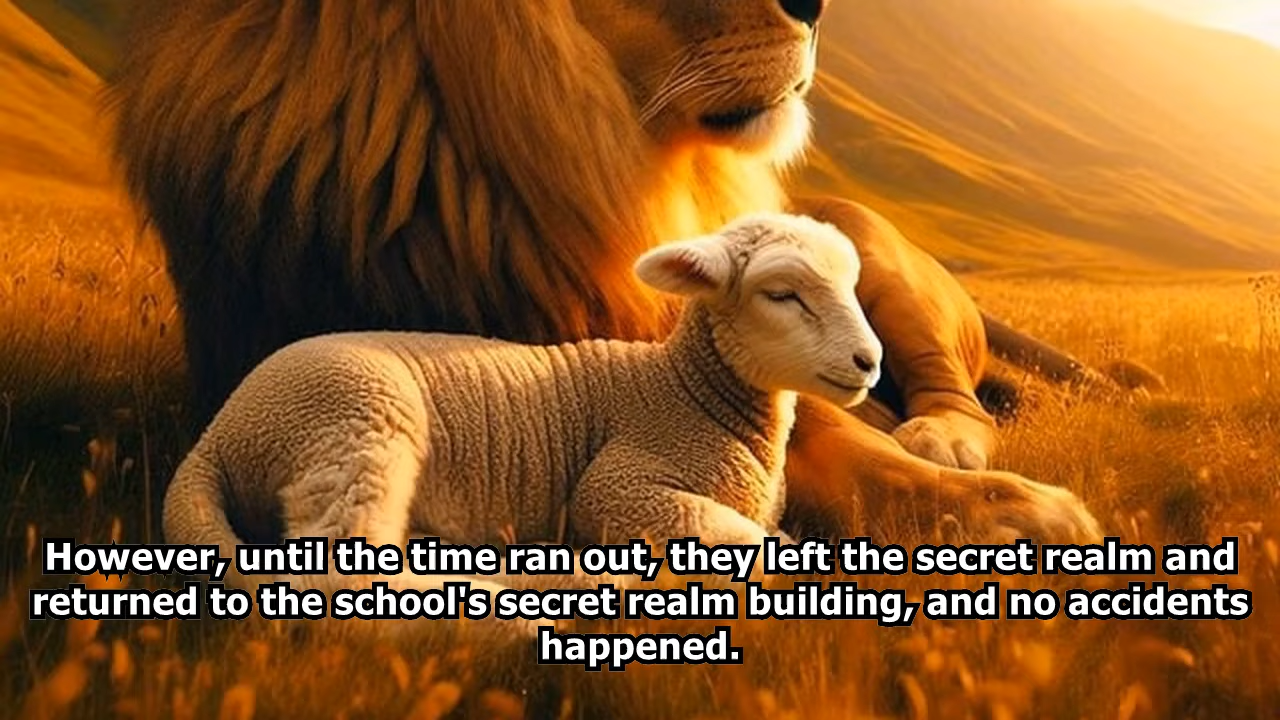 However, until the time ran out, they left the secret realm and
returned to the school's secret realm building, and no accidents
happened.